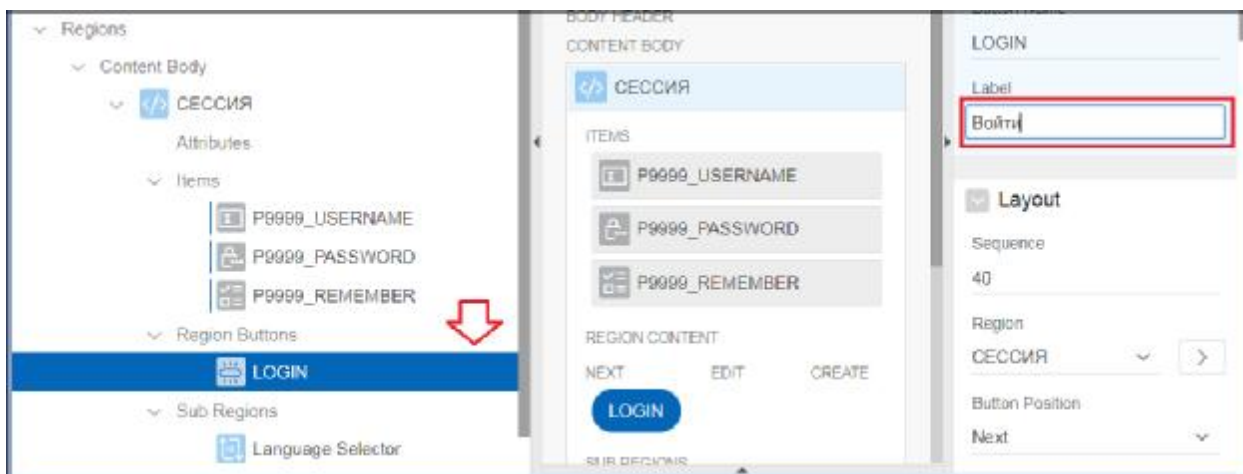 Regions
Content Body
СЕССИЯ
Attributes
Items
P9999_USERNAME
P9999_PASSWORD
P9999_REMEMBER
Region Buttons
LOGIN
Sub Regions
Language Selector
BODY HEADER
CONTENT BODY
СЕССИЯ
ITEMS
P9999_USERNAME
P9999_PASSWORD
P9999_REMEMBER
REGION CONTENT
NEXT EDIT CREATE
LOGIN
SUB REGIONS
Button Name
LOGIN
Label
Войти
Layout
Sequence
40
Region
СЕССИЯ
Button Position
Next